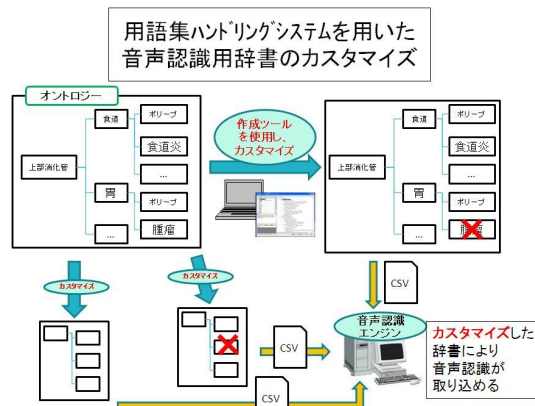 用語集ハンドリングシステムを用いた
音声認識用辞書のカスタマイズ
オントロジー
上部消化管
食道
ポリープ
食道炎
...
胃
ポリープ
腫瘤
...
作成ツール
を使用し、
カスタマイズ
上部消化管
食道
ポリープ
食道炎
...
胃
ポリープ
腫瘤
...
カスタマイズ
カスタマイズ
CSV
CSV
CSV
音声認識
エンジン
カスタマイズした
辞書により
音声認識が
取り込める